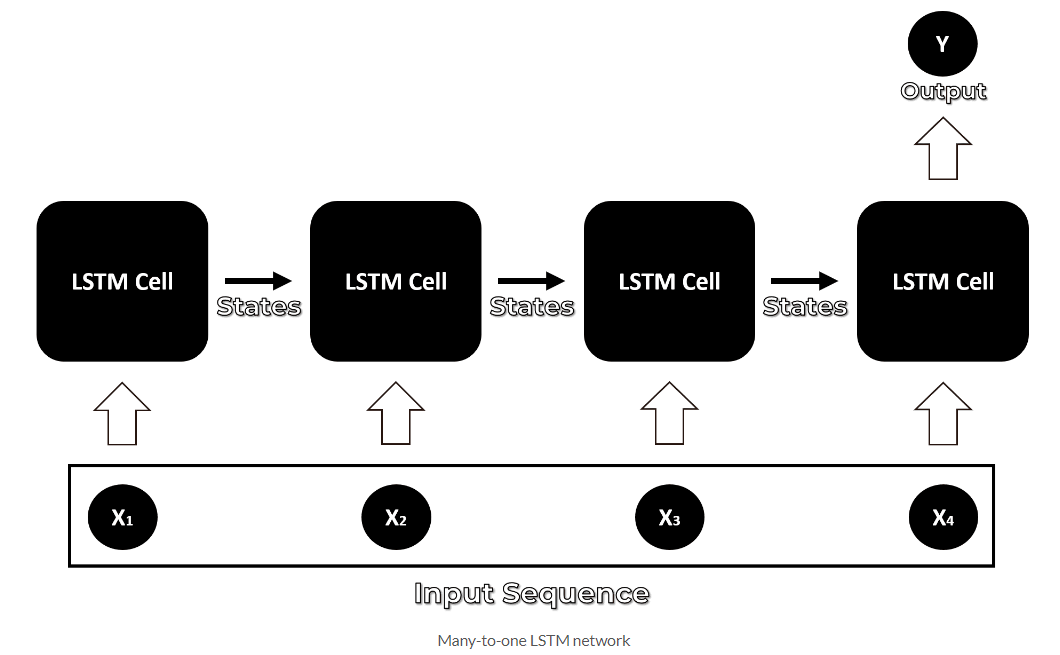 Y
Output
LSTM Cell LSTM Cell LSTM Cell LSTM Cell
States States States
X₁ X₂ X₃ X₄
Input Sequence
Many-to-one LSTM network